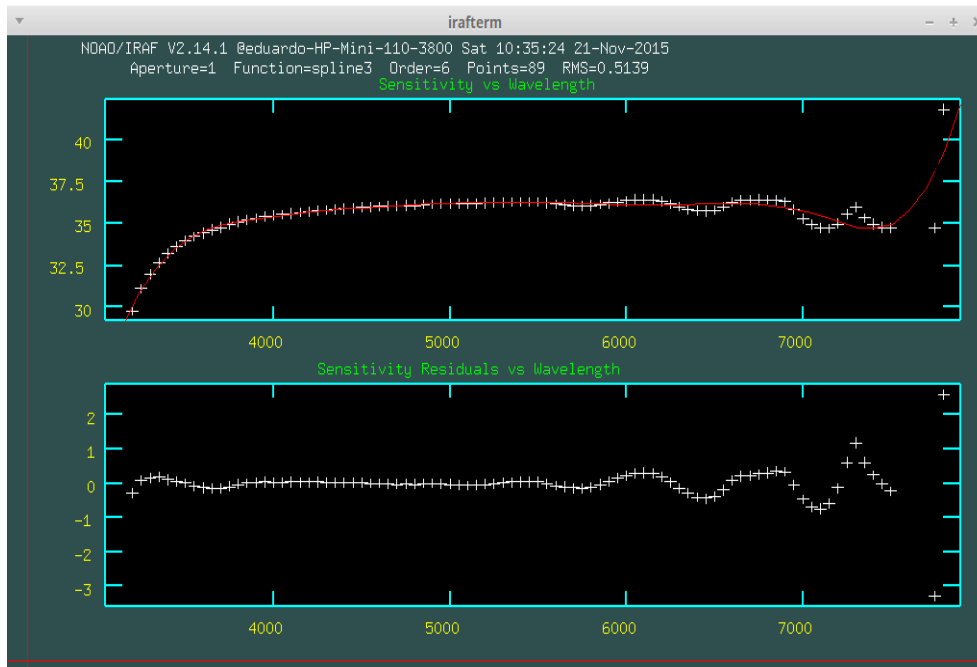 irafterm
NOAO/IRAF V2.14.1 @eduardo-HP-Mini-110-3800 Sat 10:35:24 21-Nov-2015
Aperture=1 Function=spline3 Order=6 Points=89 RMS=0.5139
Sensitivity vs Wavelength
40
37.5
35
32.5
30
4000 5000 6000 7000
Sensitivity Residuals vs Wavelength
2
1
0
-1
-2
-3
4000 5000 6000 7000